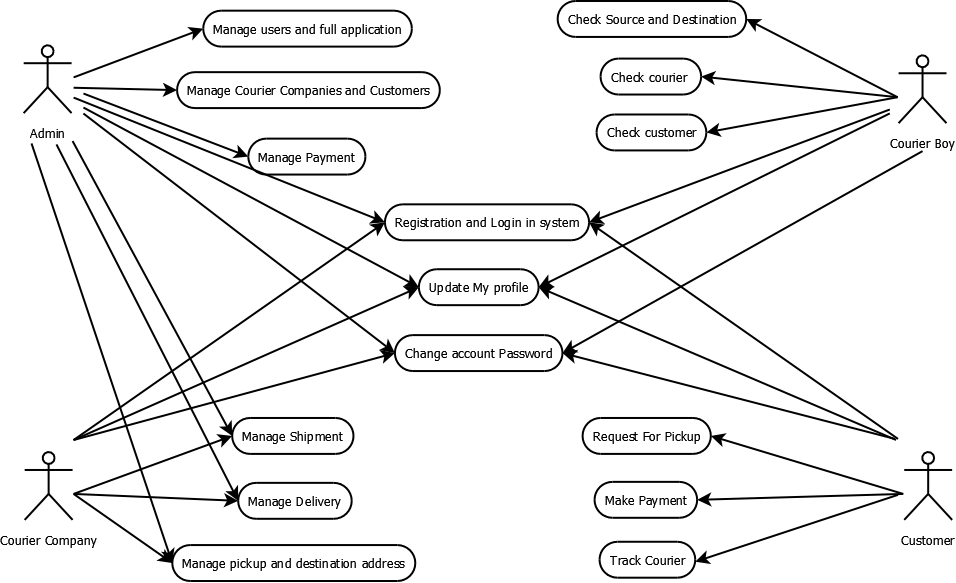 Manage users and full application
Check Source and Destination
Manage Courier Companies and Customers
Check courier
Admin
Check customer
Courier Boy
Manage Payment
Registration and Login in system
Update My profile
Change account Password
Manage Shipment
Request For Pickup
Manage Delivery
Make Payment
Courier Company
Customer
Manage pickup and destination address
Track Courier